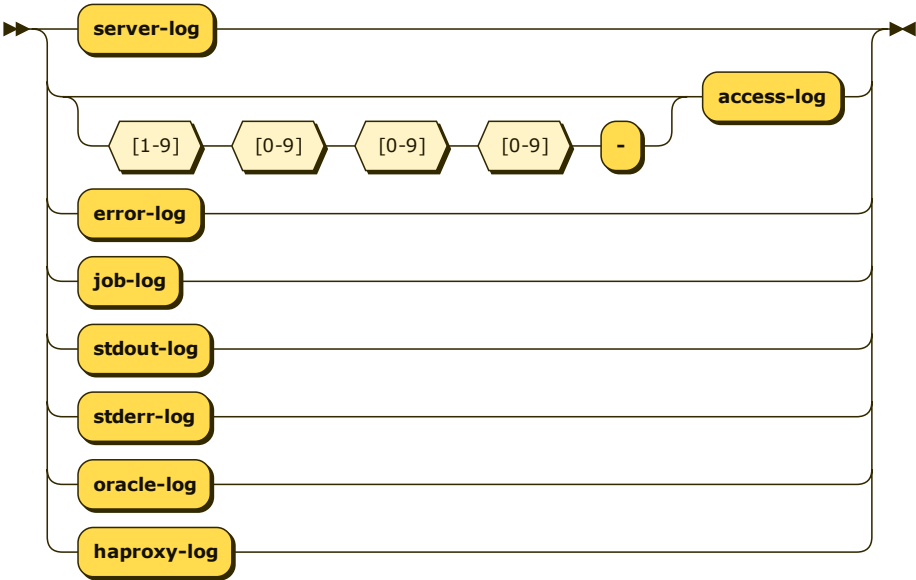 server-log
access-log
[1-9] [0-9] [0-9] [0-9] -
error-log
job-log
stdout-log
stderr-log
oracle-log
haproxy-log